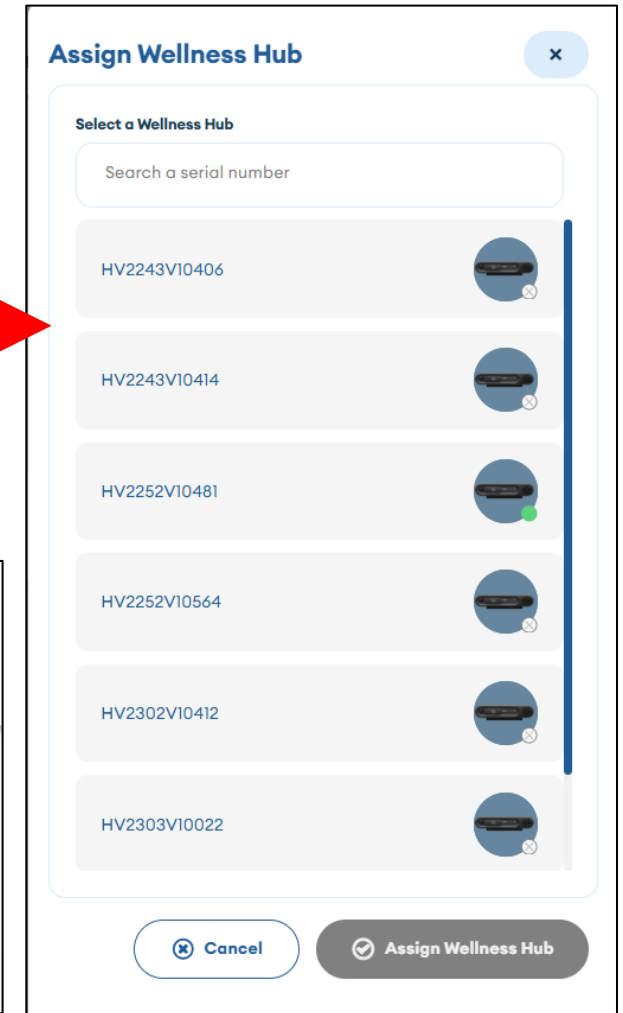 Assign Wellness Hub
Select a Wellness Hub
Search a serial number
HV2243V10406
HV2243V10414
HV2252V10481
HV2252V10564
HV2302V10412
HV2303V10022
Cancel
Assign Wellness Hub